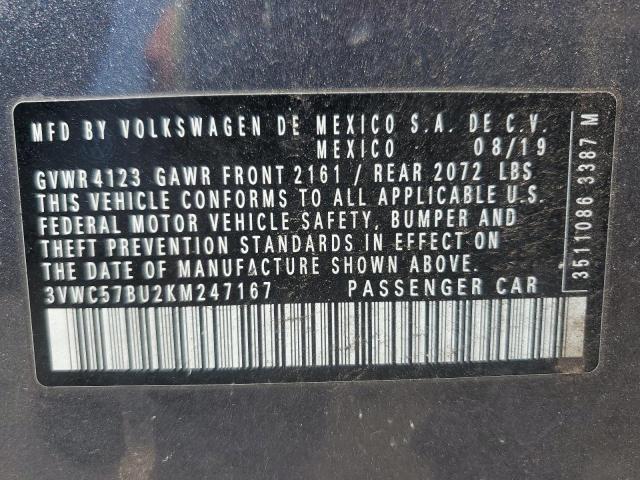 MFD BY VOLKSWAGEN DE MEXICO S.A. DE C.V.
MEXICO 08/19
GVWR 4123 GAWR FRONT 2161 / REAR 2072 LBS
THIS VEHICLE CONFORMS TO ALL APPLICABLE U.S.
FEDERAL MOTOR VEHICLE SAFETY, BUMPER AND
THEFT PREVENTION STANDARDS IN EFFECT ON
THE DATE OF MANUFACTURE SHOWN ABOVE.
3VWC57BU2KM247167 PASSENGER CAR
3511086 3387 M